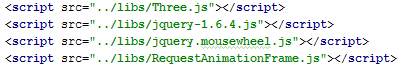 <script src="../libs/Three.js"></script>
<script src="../libs/jquery-1.6.4.js"></script>
<script src="../libs/jquery.mousewheel.js"></script>
<script src="../libs/RequestAnimationFrame.js"></script>